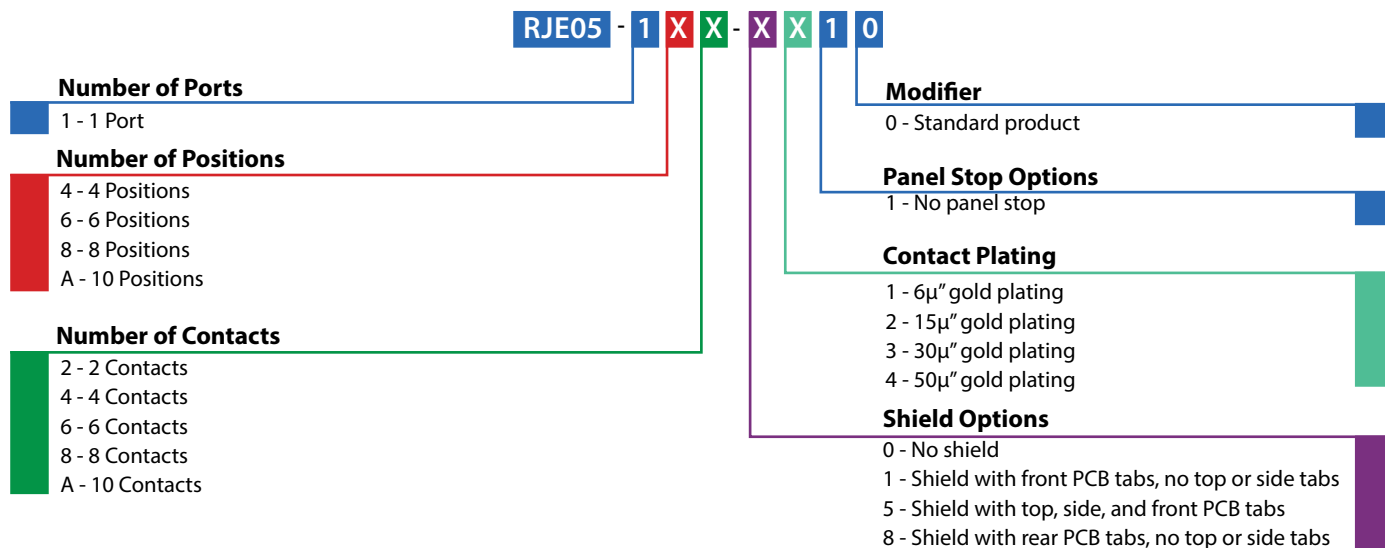 RJE05 - 1 X X - X X 1 0
Number of Ports
1 - 1 Port
Number of Positions
4 - 4 Positions
6 - 6 Positions
8 - 8 Positions
A - 10 Positions
Number of Contacts
2 - 2 Contacts
4 - 4 Contacts
6 - 6 Contacts
8 - 8 Contacts
A - 10 Contacts
Modifier
0 - Standard product
Panel Stop Options
1 - No panel stop
Contact Plating
1 - 6µ” gold plating
2 - 15µ” gold plating
3 - 30µ” gold plating
4 - 50µ” gold plating
Shield Options
0 - No shield
1 - Shield with front PCB tabs, no top or side tabs
5 - Shield with top, side, and front PCB tabs
8 - Shield with rear PCB tabs, no top or side tabs